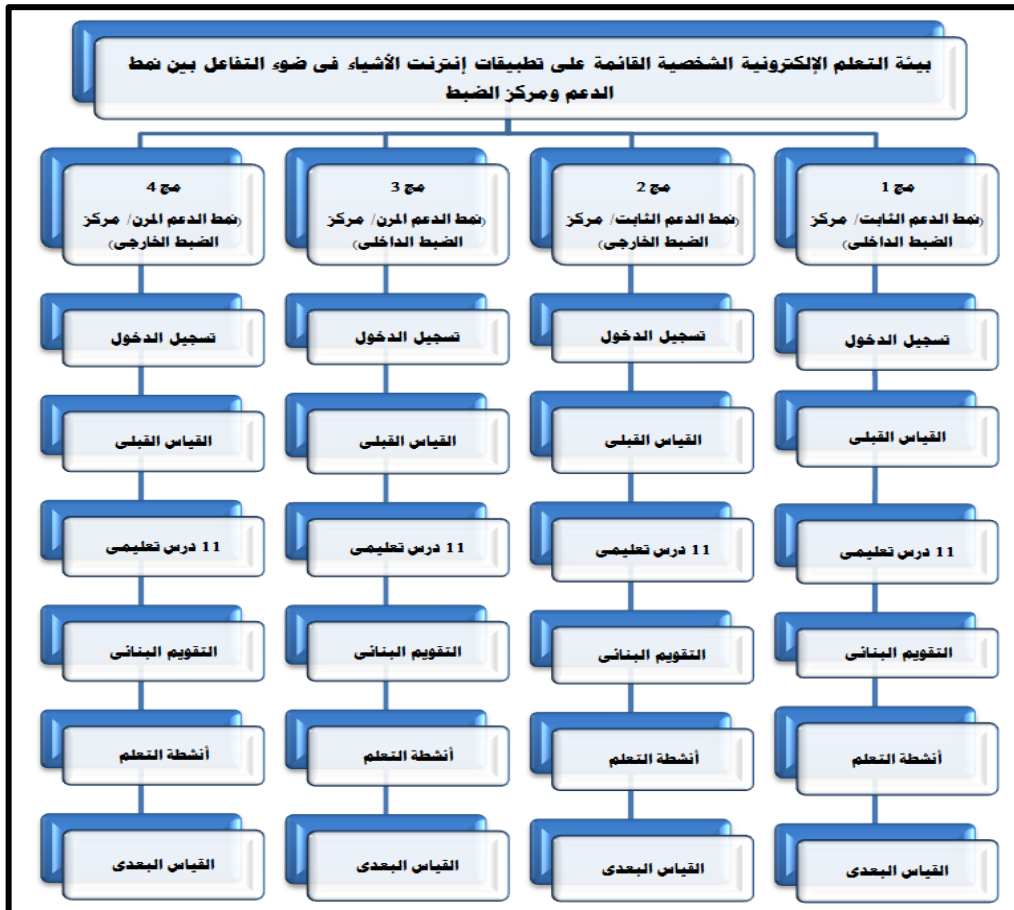 بيئة التعلم الإلكترونية الشخصية القائمة على تطبيقات إنترنت الأشياء فى ضوء التفاعل بين نمط
الدعم ومركز الضبط
مج 1
(نمط الدعم الثابت/ مركز
الضبط الداخلى)
مج 2
(نمط الدعم الثابت/ مركز
الضبط الخارجى)
مج 3
(نمط الدعم المرن/ مركز
الضبط الداخلى)
مج 4
(نمط الدعم المرن/ مركز
الضبط الخارجى)
تسجيل الدخول
تسجيل الدخول
تسجيل الدخول
تسجيل الدخول
القياس القبلى
القياس القبلى
القياس القبلى
القياس القبلى
11 درس تعليمى
11 درس تعليمى
11 درس تعليمى
11 درس تعليمى
التقويم البنائى
التقويم البنائى
التقويم البنائى
التقويم البنائى
أنشطة التعلم
أنشطة التعلم
أنشطة التعلم
أنشطة التعلم
القياس البعدى
القياس البعدى
القياس البعدى
القياس البعدى